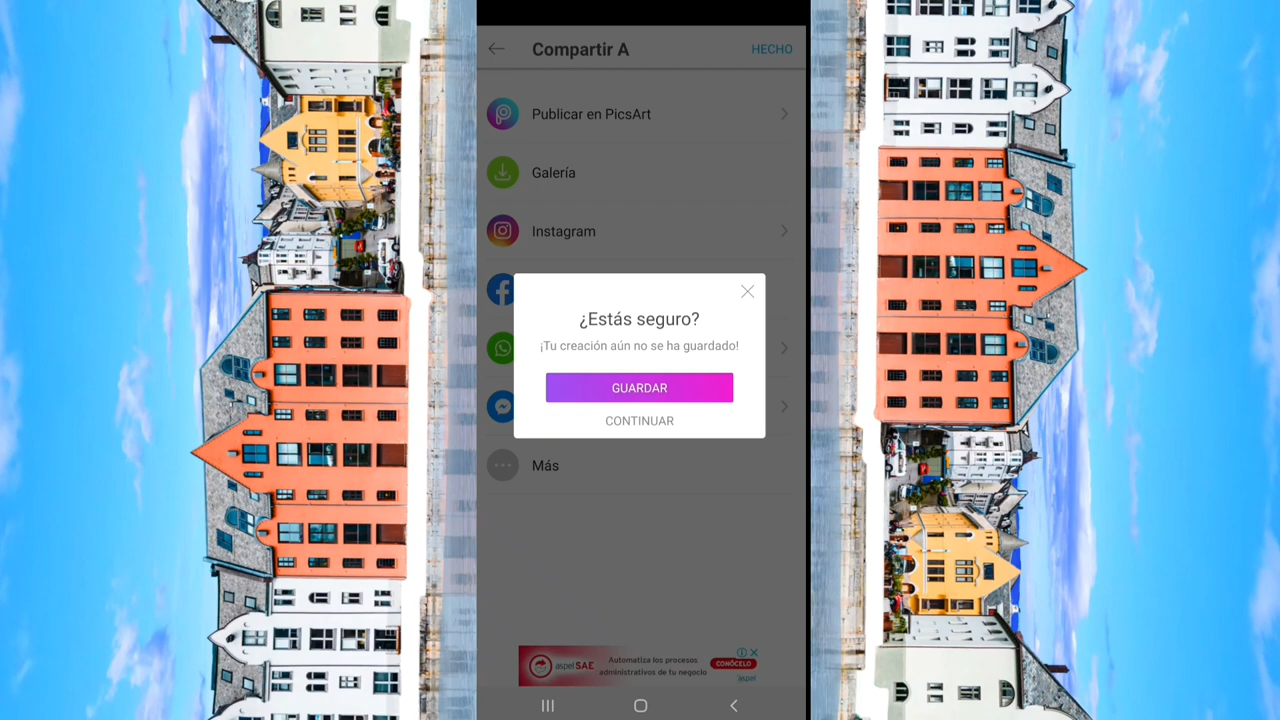 Compartir A
HECHO
Publicar en PicsArt
Galería
Instagram
¿Estás seguro?
¡Tu creación aún no se ha guardado!
GUARDAR
CONTINUAR
Más
aspel SAE
Automatiza los procesos
administrativos de tu negocio
CONÓCELO
aspel